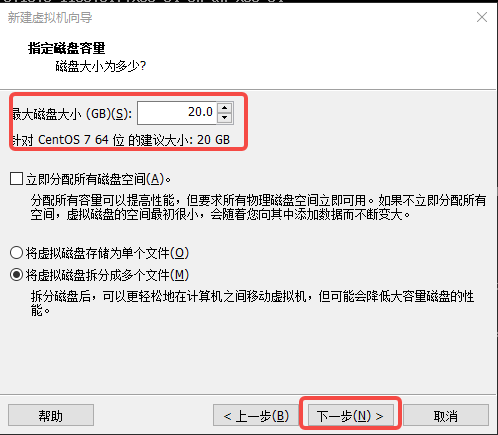 新建虚拟机向导
指定磁盘容量
磁盘大小为多少?
最大磁盘大小 (GB)(S): 20.0
针对 CentOS 7 64 位 的建议大小: 20 GB
立即分配所有磁盘空间(A)。
分配所有容量可以提高性能，但要求所有物理磁盘空间立即可用。如果不立即分配所有
空间，虚拟磁盘的空间最初很小，会随着您向其中添加数据而不断变大。
将虚拟磁盘存储为单个文件(O)
将虚拟磁盘拆分成多个文件(M)
拆分磁盘后，可以更轻松地在计算机之间移动虚拟机，但可能会降低大容量磁盘的性
能。
帮助 < 上一步(B) 下一步(N) > 取消